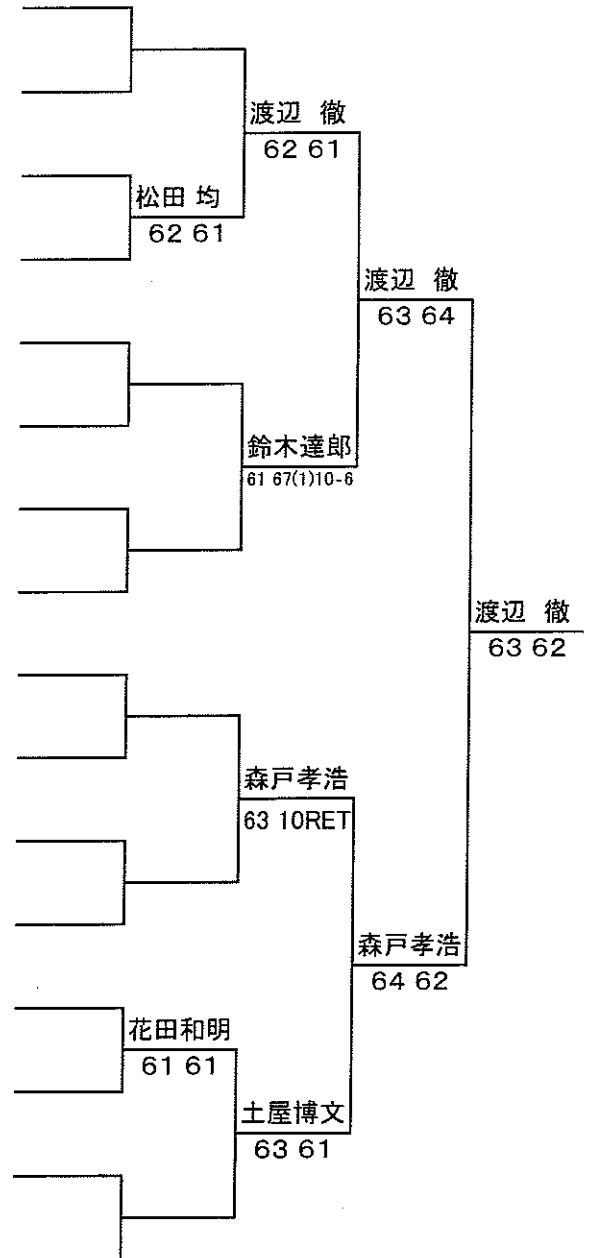 渡辺 徹
62 61
松田 均
62 61
渡辺 徹
63 64
鈴木達郎
61 67(1)10-6
渡辺 徹
63 62
森戸孝浩
63 10RET
森戸孝浩
64 62
花田和明
61 61
土屋博文
63 61